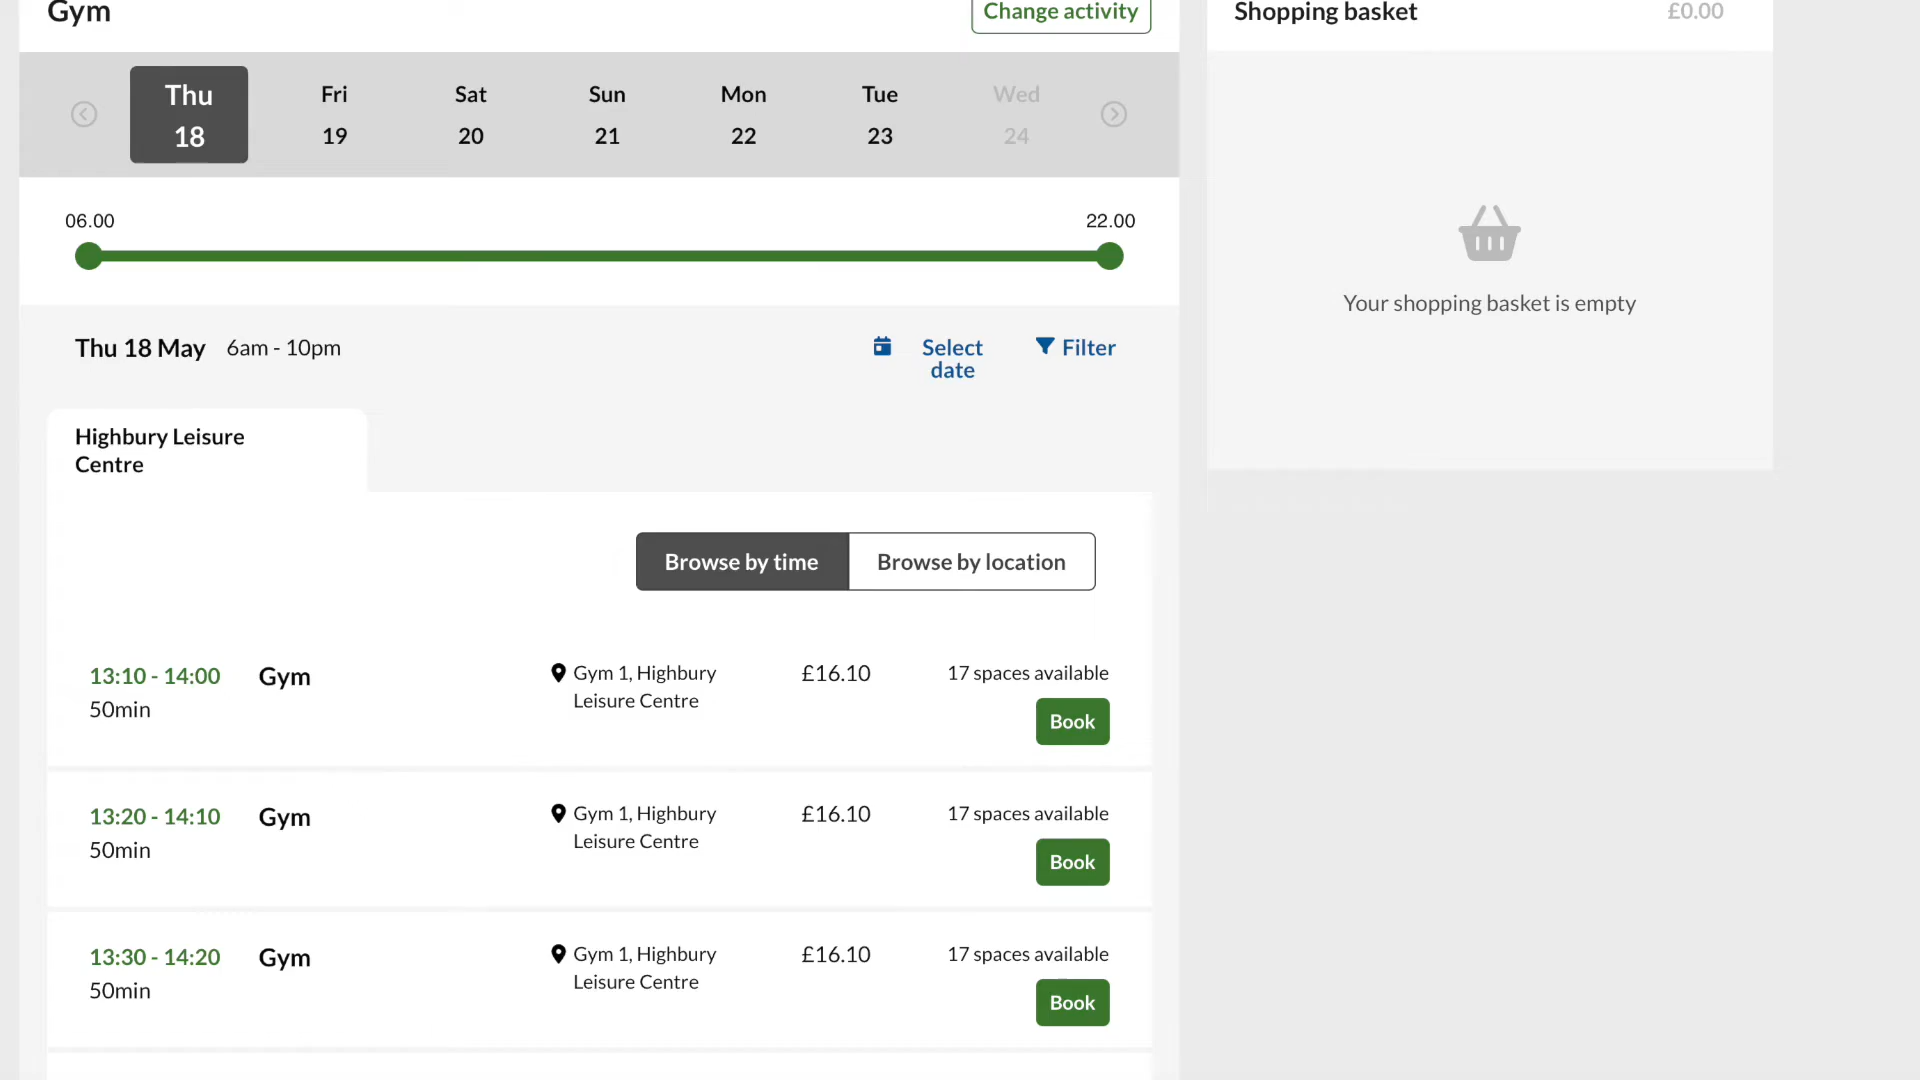 Gym
Change activity
Shopping basket
£0.00
Thu
18
Fri
19
Sat
20
Sun
21
Mon
22
Tue
23
Wed
24
06.00
22.00
Your shopping basket is empty
Thu 18 May 6am - 10pm
Select
date
Filter
Highbury Leisure
Centre
Browse by time
Browse by location
13:10 - 14:00
50min
Gym
Gym 1, Highbury
Leisure Centre
£16.10
17 spaces available
Book
13:20 - 14:10
50min
Gym
Gym 1, Highbury
Leisure Centre
£16.10
17 spaces available
Book
13:30 - 14:20
50min
Gym
Gym 1, Highbury
Leisure Centre
£16.10
17 spaces available
Book